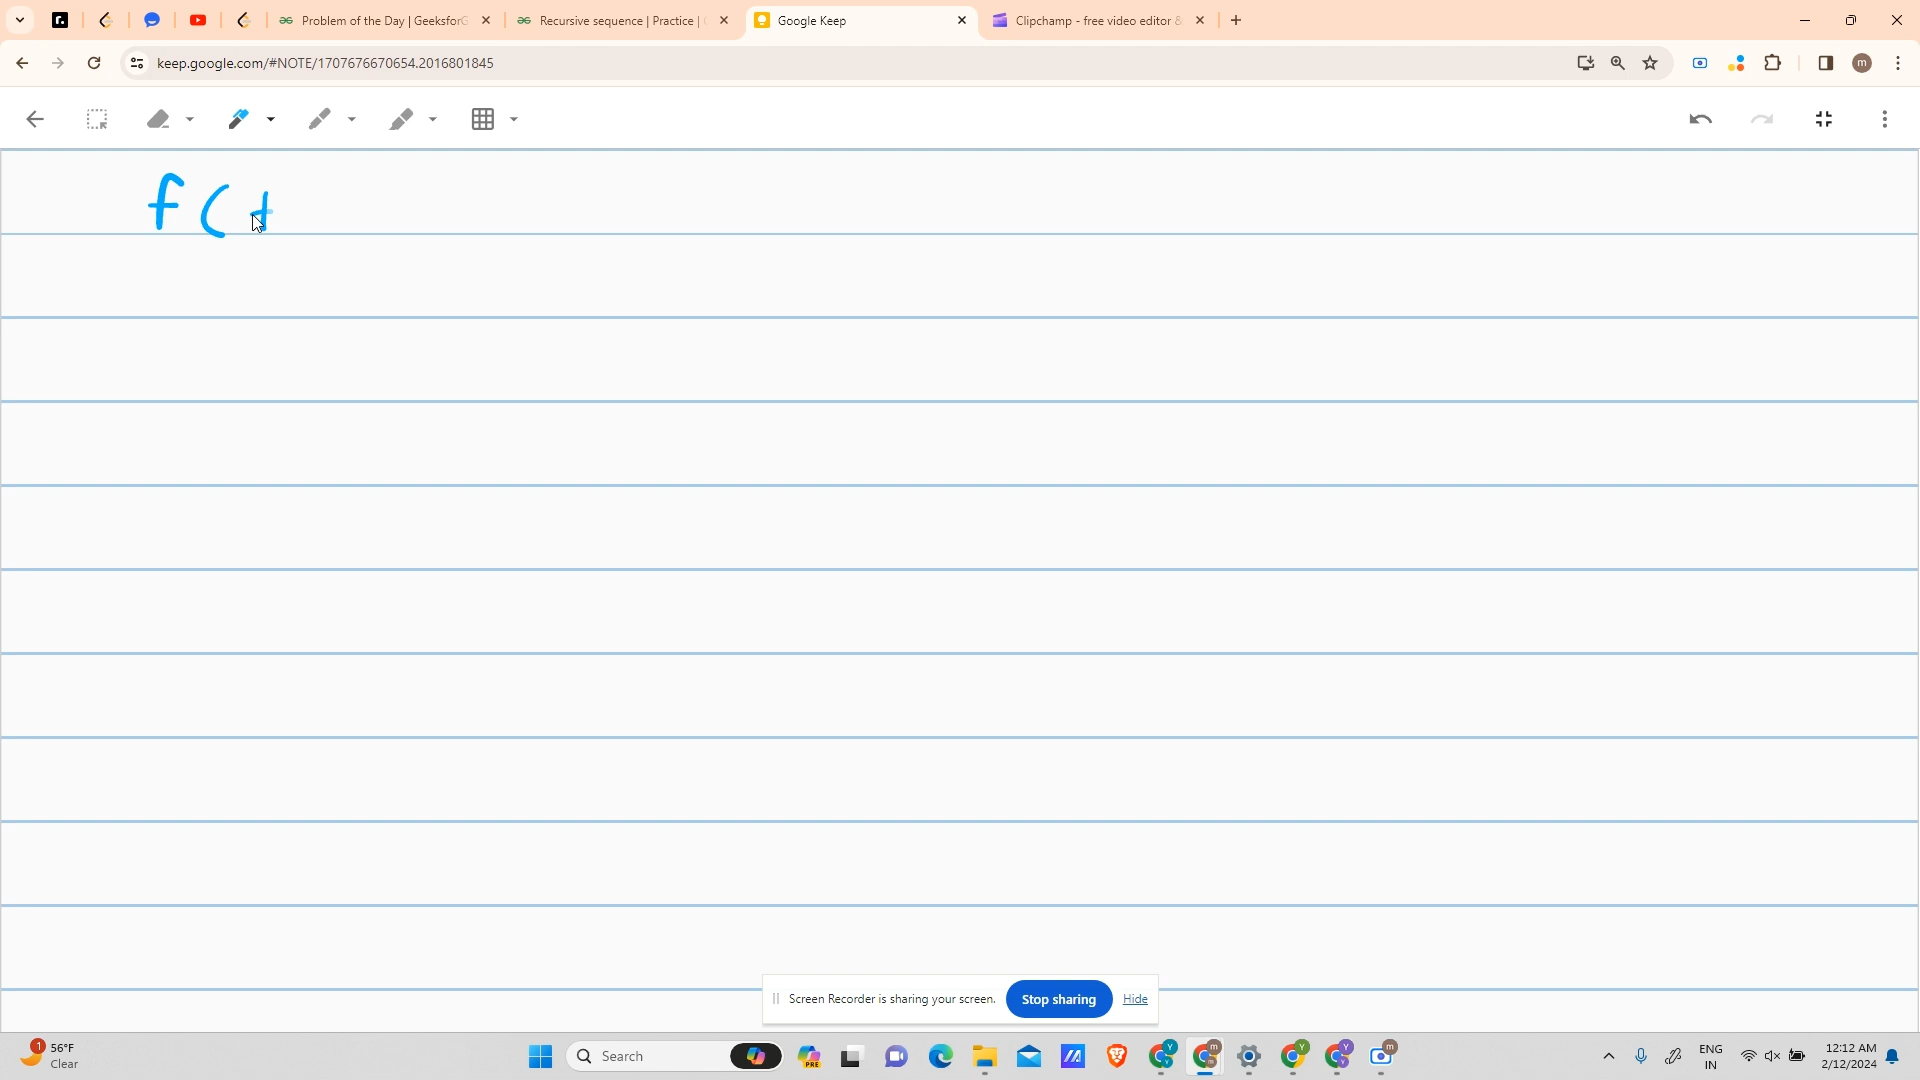 Problem of the Day | GeeksforG
Recursive sequence | Practice |
Google Keep
Clipchamp - free video editor &
keep.google.com/#NOTE/1707676670654.2016801845
m
f(
Screen Recorder is sharing your screen. Stop sharing Hide
1
56°F
Clear
Search
PRE
Y
m
m
Y
Y
m
ENG
IN
12:12 AM
2/12/2024